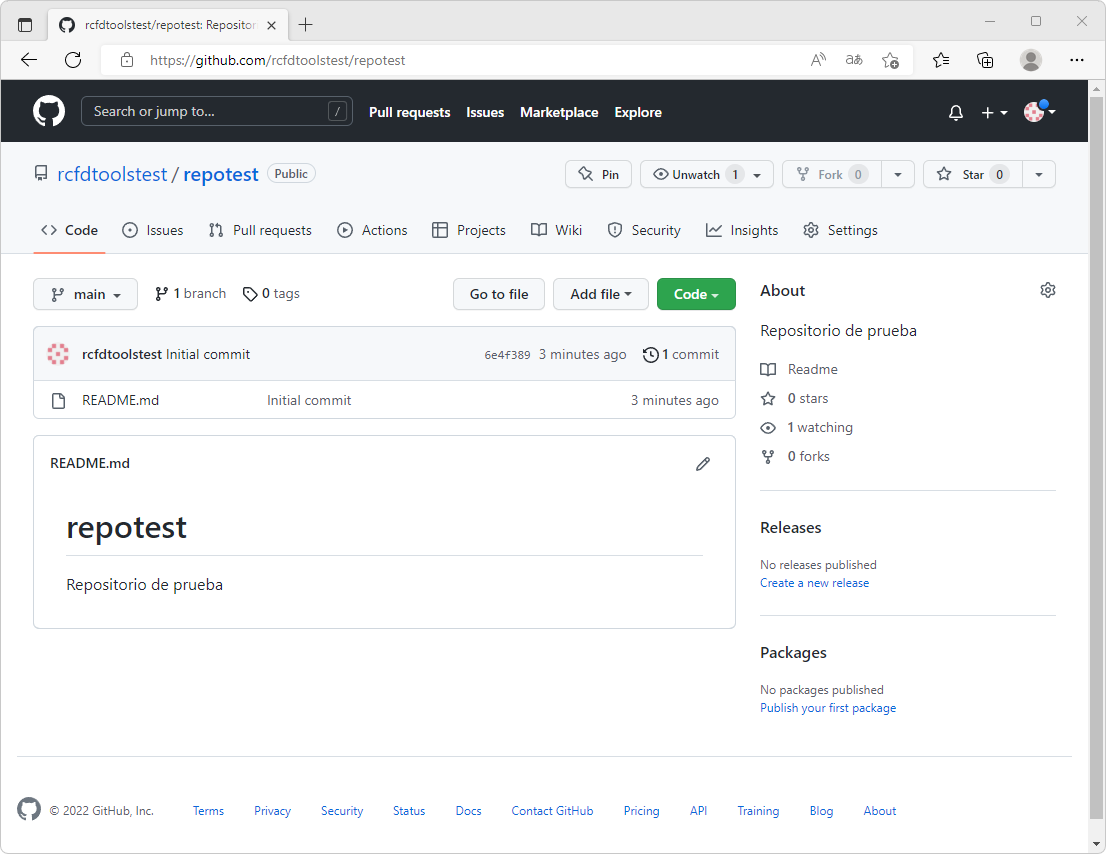 rcfdtoolstest/repotest: Repositor
https://github.com/rcfdtoolstest/repotest
Search or jump to... /
Pull requests Issues Marketplace Explore
rcfdtoolstest / repotest Public
Pin Unwatch 1 Fork 0 Star 0
Code Issues Pull requests Actions Projects Wiki Security Insights Settings
main 1 branch 0 tags Go to file Add file Code
rcfdtoolstest Initial commit 6e4f389 3 minutes ago 1 commit
README.md Initial commit 3 minutes ago
README.md
repotest
Repositorio de prueba
About
Repositorio de prueba
Readme
0 stars
1 watching
0 forks
Releases
No releases published
Create a new release
Packages
No packages published
Publish your first package
© 2022 GitHub, Inc. Terms Privacy Security Status Docs Contact GitHub Pricing API Training Blog About